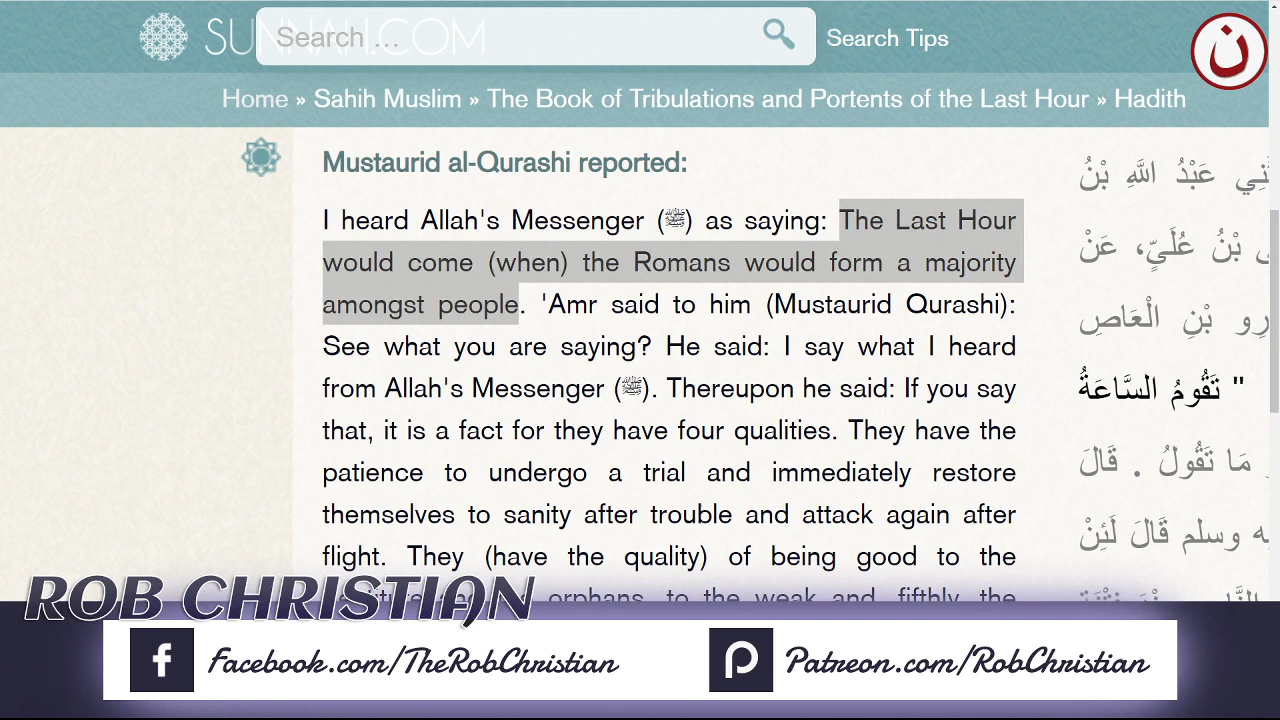 SUNNAH.COM
Search ...
Search Tips
ن
Home » Sahih Muslim » The Book of Tribulations and Portents of the Last Hour » Hadith
Mustaurid al-Qurashi reported:
I heard Allah's Messenger (ﷺ) as saying: The Last Hour
would come (when) the Romans would form a majority
amongst people. 'Amr said to him (Mustaurid Qurashi):
See what you are saying? He said: I say what I heard
from Allah's Messenger (ﷺ). Thereupon he said: If you say
that, it is a fact for they have four qualities. They have the
patience to undergo a trial and immediately restore
themselves to sanity after trouble and attack again after
flight. They (have the quality) of being good to the
orphans, to the weak and, fifthly, the
عَبْدُ اللَّهِ بْنُ
بْنُ عُلَىٍّ، عَنْ
بْنِ الْعَاصِ
" تَقُومُ السَّاعَةُ
مَا تَقُولُ . قَالَ
وسلم قَالَ لَئِنْ
ROB CHRISTIAN
Facebook.com/TheRobChristian
Patreon.com/RobChristian